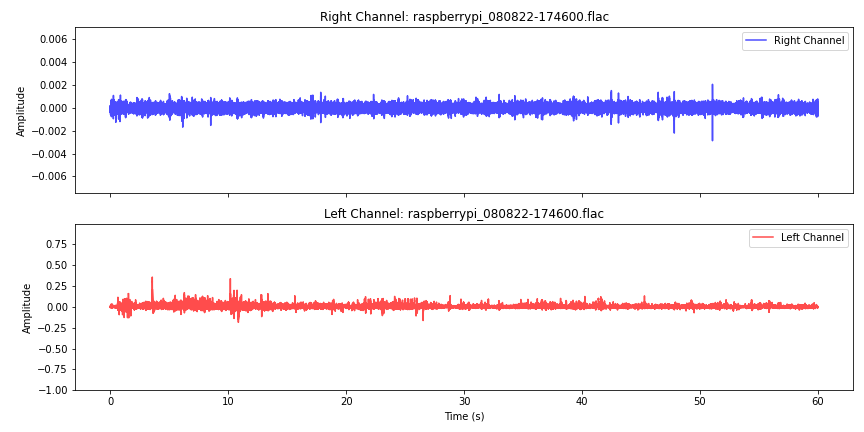 Right Channel: raspberrypi_080822-174600.flac
Right Channel
Amplitude
0.006
0.004
0.002
0.000
−0.002
−0.004
−0.006
Left Channel: raspberrypi_080822-174600.flac
Left Channel
Amplitude
0.75
0.50
0.25
0.00
−0.25
−0.50
−0.75
−1.00
0 10 20 30 40 50 60
Time (s)